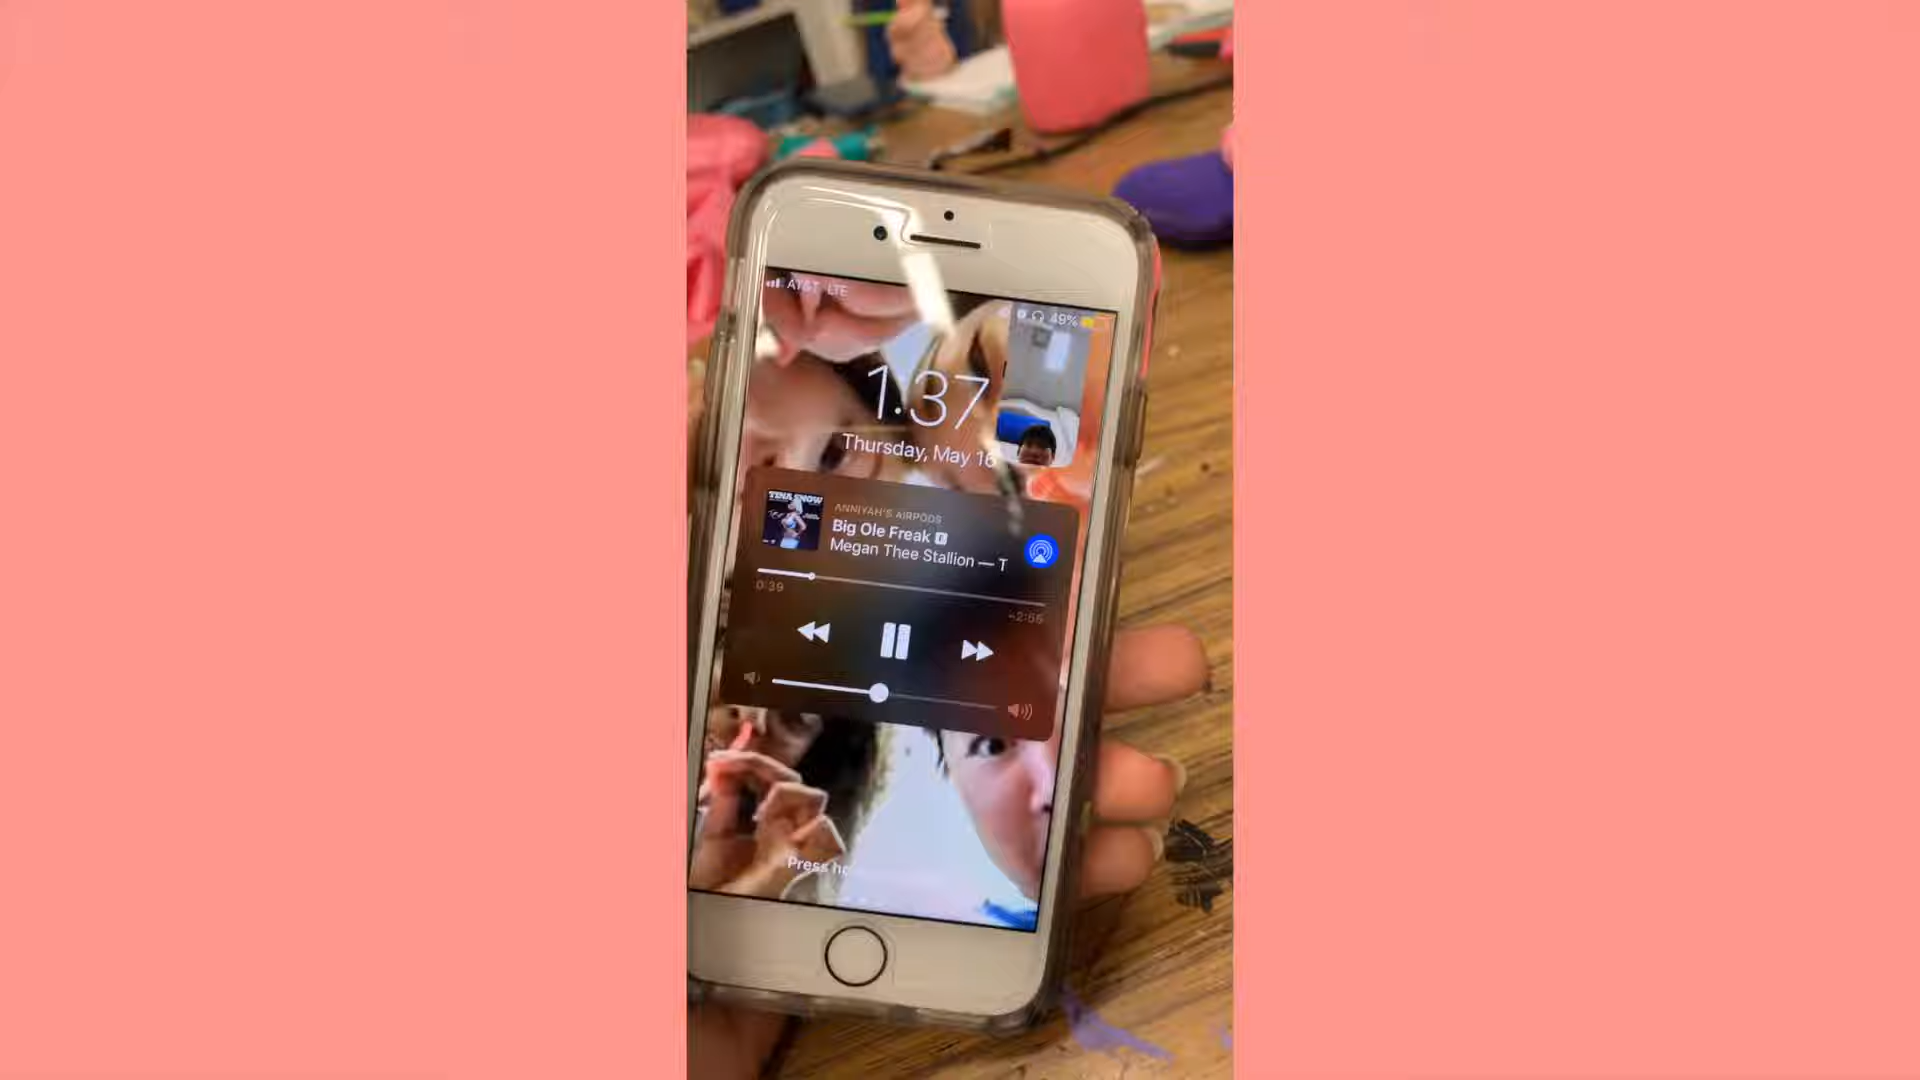 AT&T LTE
49%
1:37
Thursday, May 16
TINA SNOW
ANNIYAH'S AIRPODS
Big Ole Freak E
Megan Thee Stallion — T
0:39
-2:56
Press ho